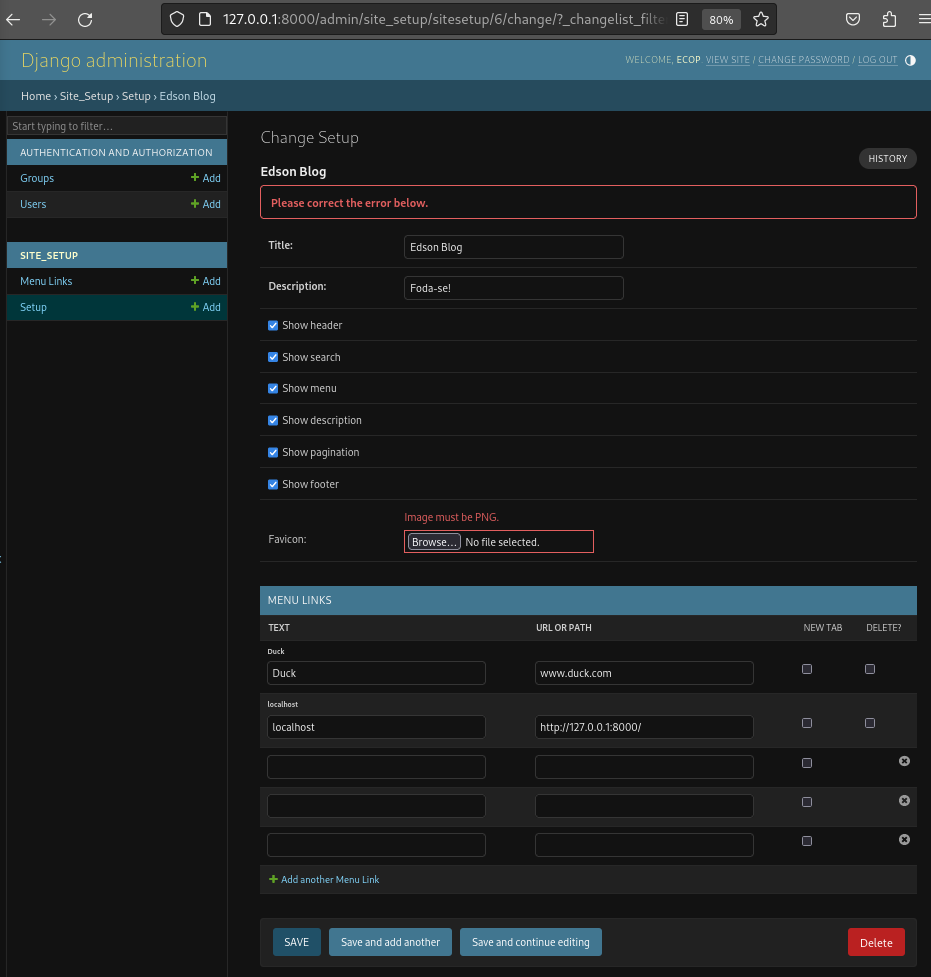 127.0.0.1:8000/admin/site_setup/sitesetup/6/change/?_changelist_filte
80%
Django administration
WELCOME, ECOP. VIEW SITE / CHANGE PASSWORD / LOG OUT
Home › Site_Setup › Setup › Edson Blog
Start typing to filter…
AUTHENTICATION AND AUTHORIZATION
Groups + Add
Users + Add
SITE_SETUP
Menu Links + Add
Setup + Add
Change Setup
HISTORY
Edson Blog
Please correct the error below.
Title: Edson Blog
Description: Foda-se!
Show header
Show search
Show menu
Show description
Show pagination
Show footer
Image must be PNG.
Favicon: Browse… No file selected.
MENU LINKS
TEXT URL OR PATH NEW TAB DELETE?
Duck
Duck www.duck.com
localhost
localhost http://127.0.0.1:8000/
+ Add another Menu Link
SAVE Save and add another Save and continue editing Delete